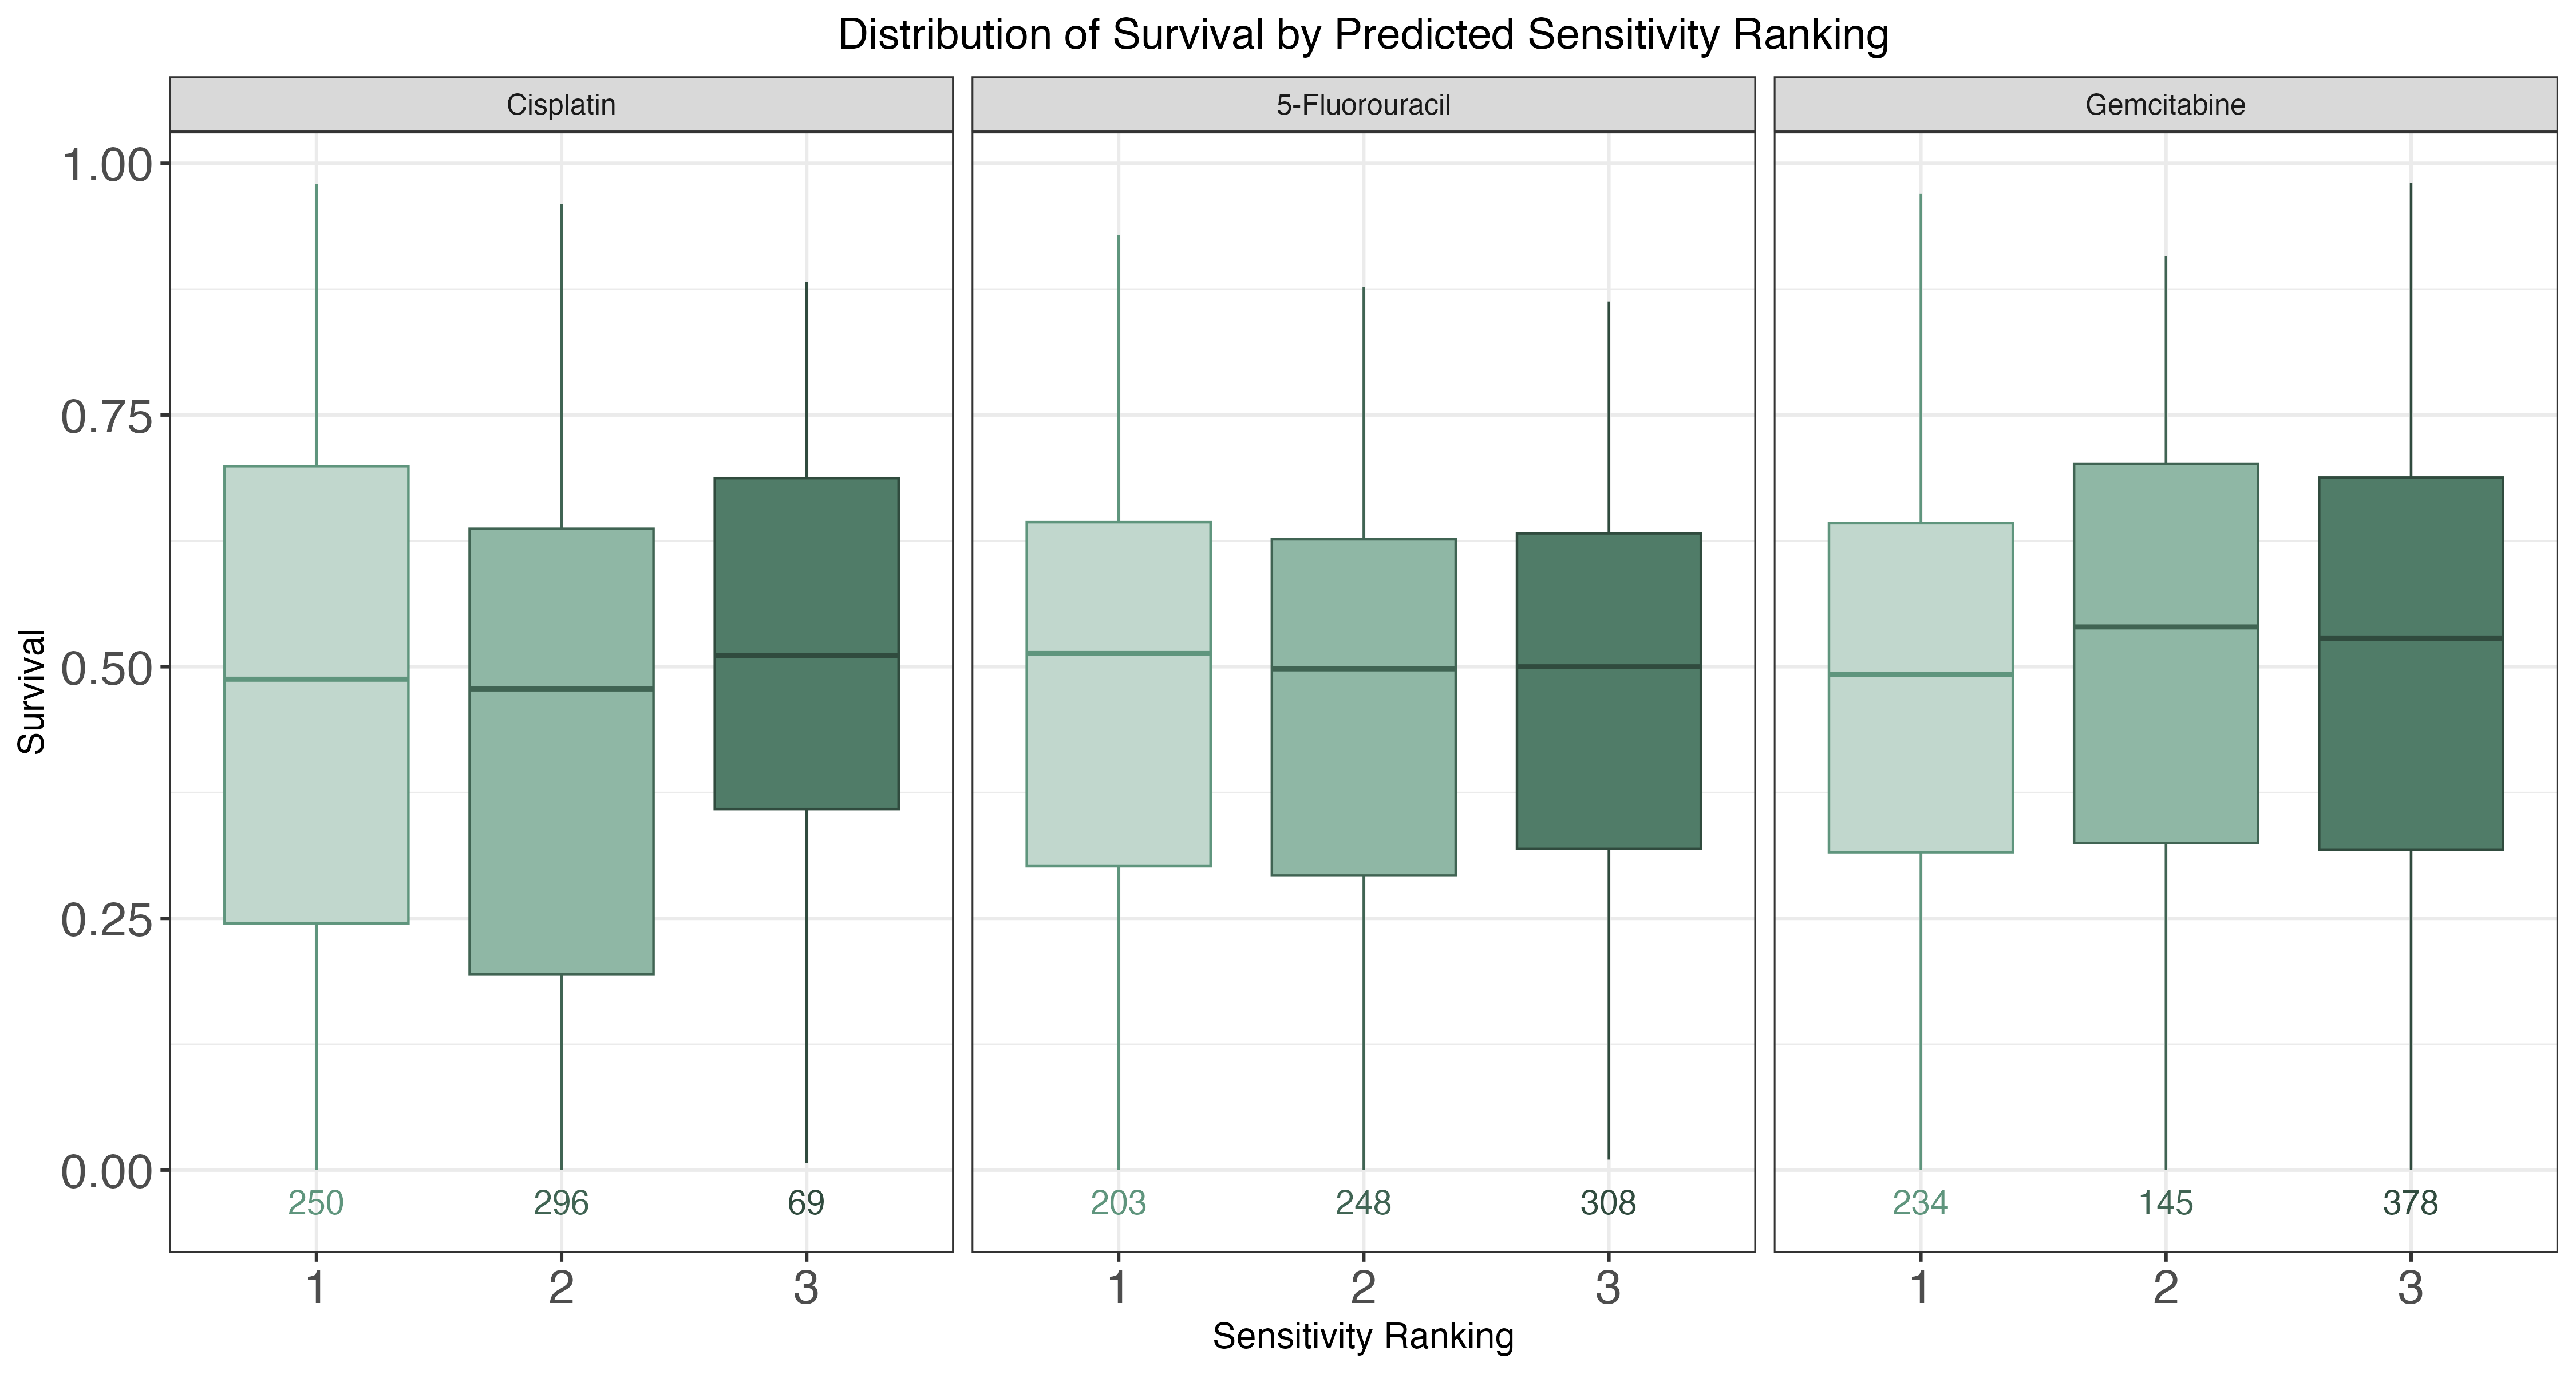 Distribution of Survival by Predicted Sensitivity Ranking
Cisplatin 5-Fluorouracil Gemcitabine
1.00
0.75
0.50
0.25
0.00
Survival
250 296 69 203 248 308 234 145 378
1 2 3 1 2 3 1 2 3
Sensitivity Ranking